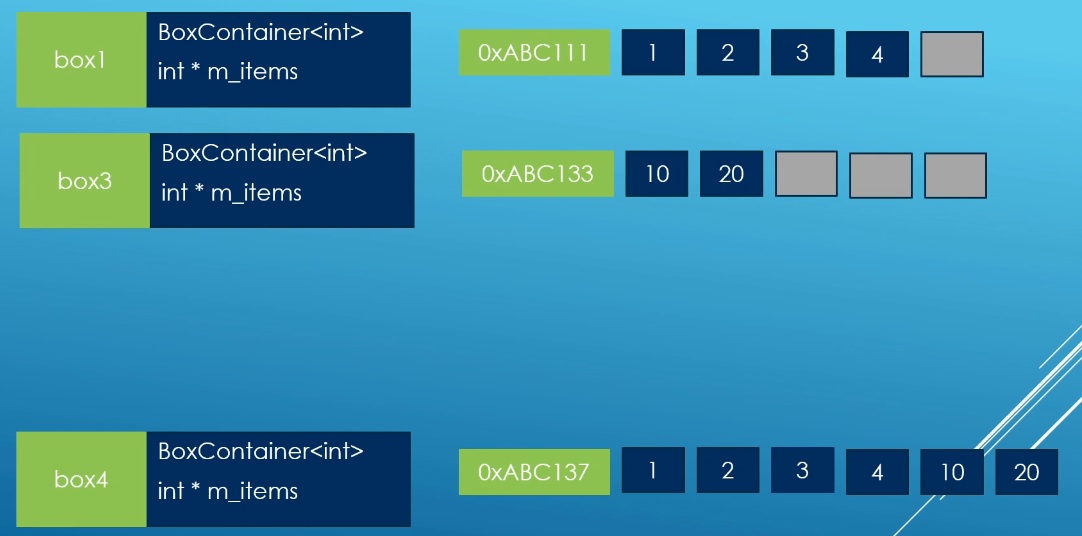 box1
BoxContainer<int>
int * m_items
0xABC111 1 2 3 4
box3
BoxContainer<int>
int * m_items
0xABC133 10 20
box4
BoxContainer<int>
int * m_items
0xABC137 1 2 3 4 10 20